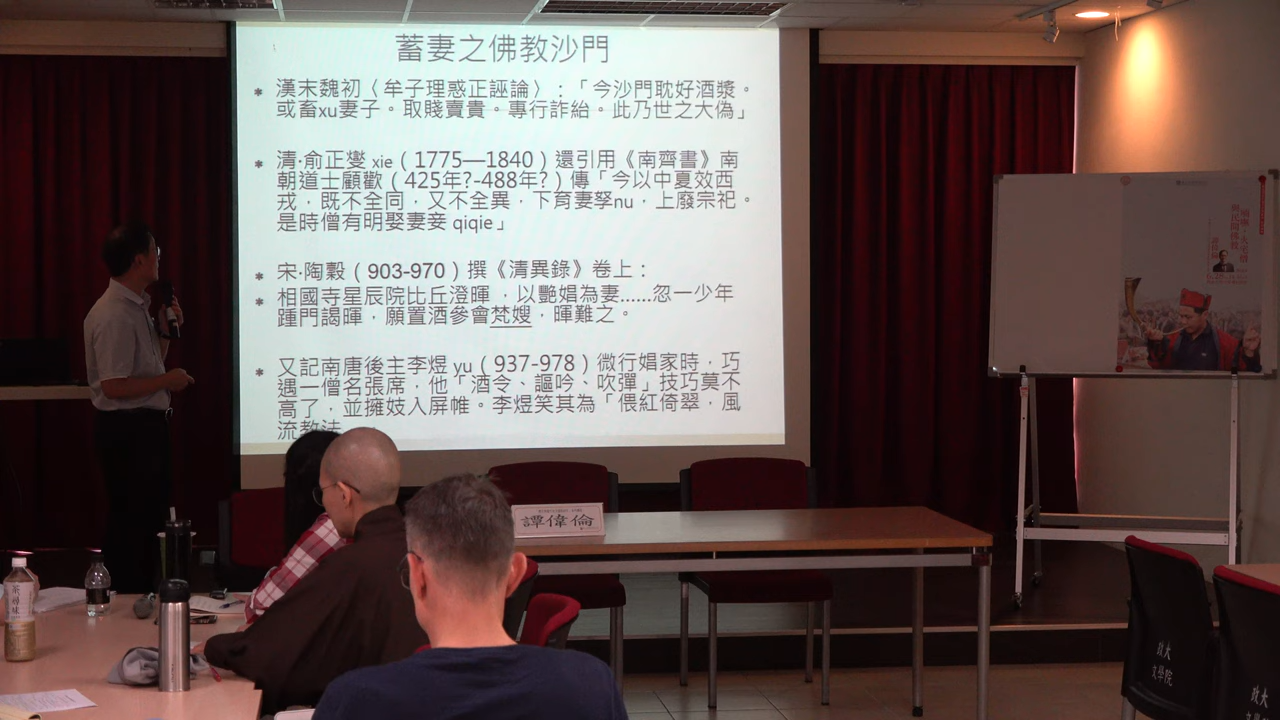 蓄妻之佛教沙門
* 漢末魏初〈牟子理惑正誣論〉：「今沙門耽好酒漿。
或畜xu妻子。取賤賣貴。專行詐紿。此乃世之大偽」
* 清·俞正燮 xie（1775—1840）還引用《南齊書》南
朝道士顧歡（425年?-488年?）傳「今以中夏效西
戎，既不全同，又不全異，下育妻孥nu，上廢宗祀。
是時僧有明娶妻妾 qiqie」
* 宋·陶穀（903-970）撰《清異錄》卷上：
* 相國寺星辰院比丘澄暉，以艷娼為妻……忽一少年
踵門謁暉，願置酒參會梵嫂，暉難之。
* 又記南唐後主李煜 yu（937-978）微行娼家時，巧
遇一僧名張席，他「酒令、謳吟、吹彈」技巧莫不
高了，並擁妓入屏帷。李煜笑其為「偎紅倚翠，風
流教法
譚偉倫
政大
文學院
政大